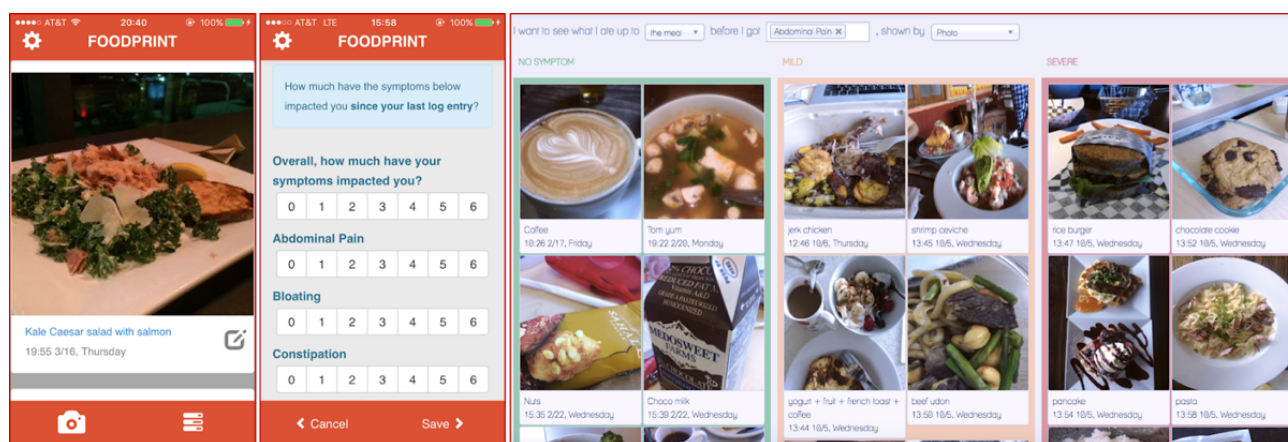 AT&T 20:40 100%
FOODPRINT
Kale Caesar salad with salmon
19:55 3/16, Thursday
AT&T LTE 15:58 100%
FOODPRINT
How much have the symptoms below
impacted you since your last log entry?
Overall, how much have your
symptoms impacted you?
0 1 2 3 4 5 6
Abdominal Pain
0 1 2 3 4 5 6
Bloating
0 1 2 3 4 5 6
Constipation
0 1 2 3 4 5 6
Cancel Save
I want to see what I ate up to the meal before I got Abdominal Pain × , shown by Photo
NO SYMPTOM
Coffee
10:26 2/17, Friday
Tom yum
19:22 2/20, Monday
REDUCED FAT
MEDOSWEET
FARMS
CHOCOLATE
Nuts
15:35 2/22, Wednesday
Choco milk
15:39 2/22, Wednesday
MILD
jerk chicken
12:46 10/6, Thursday
shrimp ceviche
13:45 10/5, Wednesday
yogurt + fruit + french toast +
coffee
13:44 10/5, Wednesday
beef udon
13:50 10/5, Wednesday
SEVERE
rice burger
13:47 10/5, Wednesday
chocolate cookie
13:52 10/5, Wednesday
pancake
13:54 10/5, Wednesday
pasta
13:58 10/5, Wednesday